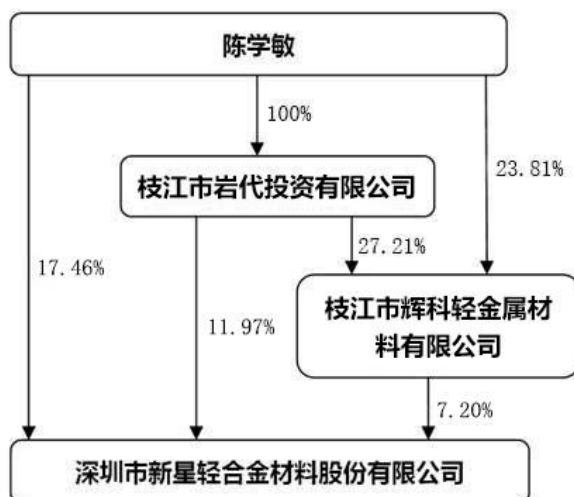 陈学敏
100%
枝江市岩代投资有限公司
23.81%
27.21%
17.46%
枝江市辉科轻金属材
料有限公司
11.97%
7.20%
深圳市新星轻合金材料股份有限公司